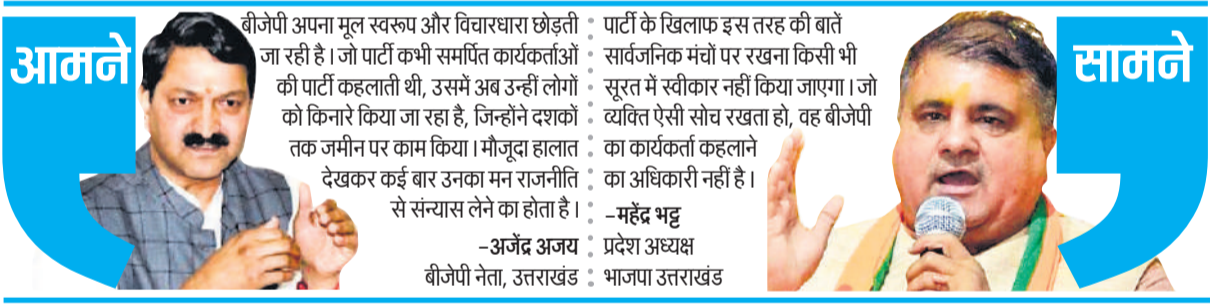 आमने
बीजेपी अपना मूल स्वरूप और विचारधारा छोड़ती
जा रही है। जो पार्टी कभी समर्पित कार्यकर्ताओं
की पार्टी कहलाती थी, उसमें अब उन्हीं लोगों
को किनारे किया जा रहा है, जिन्होंने दशकों
तक जमीन पर काम किया। मौजूदा हालात
देखकर कई बार उनका मन राजनीति
से संन्यास लेने का होता है।
–अजेंद्र अजय
बीजेपी नेता, उत्तराखंड
पार्टी के खिलाफ इस तरह की बातें
सार्वजनिक मंचों पर रखना किसी भी
सूरत में स्वीकार नहीं किया जाएगा। जो
व्यक्ति ऐसी सोच रखता हो, वह बीजेपी
का कार्यकर्ता कहलाने
का अधिकारी नहीं है।
–महेंद्र भट्ट
प्रदेश अध्यक्ष
भाजपा उत्तराखंड
सामने